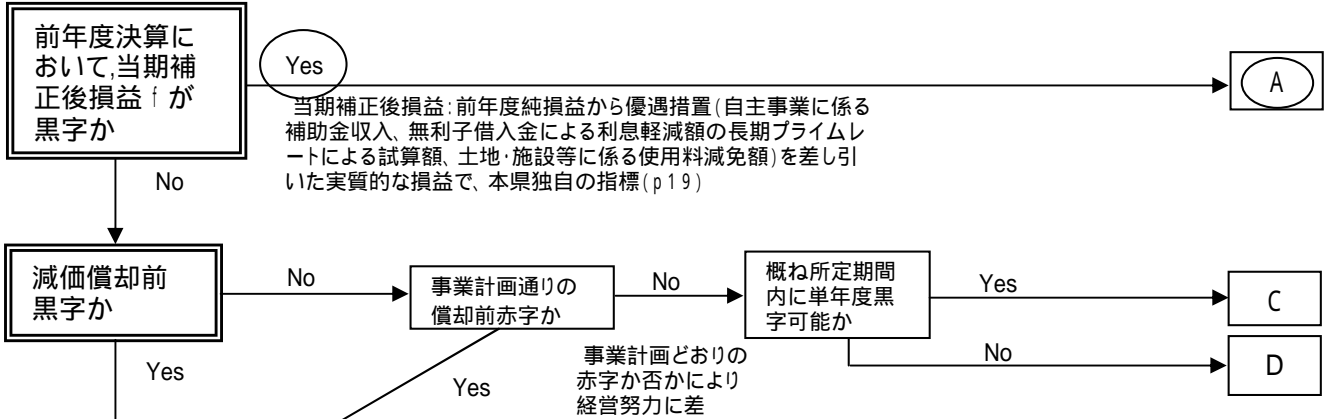 前年度決算に
おいて,当期補
正後損益 f が
黒字か
Yes
A
当期補正後損益:前年度純損益から優遇措置(自主事業に係る
補助金収入、無利子借入金による利息軽減額の長期プライムレ
ートによる試算額、土地・施設等に係る使用料減免額)を差し引
いた実質的な損益で、本県独自の指標(p19)
No
減価償却前
黒字か
No
事業計画通りの
償却前赤字か
No
概ね所定期間
内に単年度黒
字可能か
Yes
C
No
D
Yes
Yes
事業計画どおりの
赤字か否かにより
経営努力に差